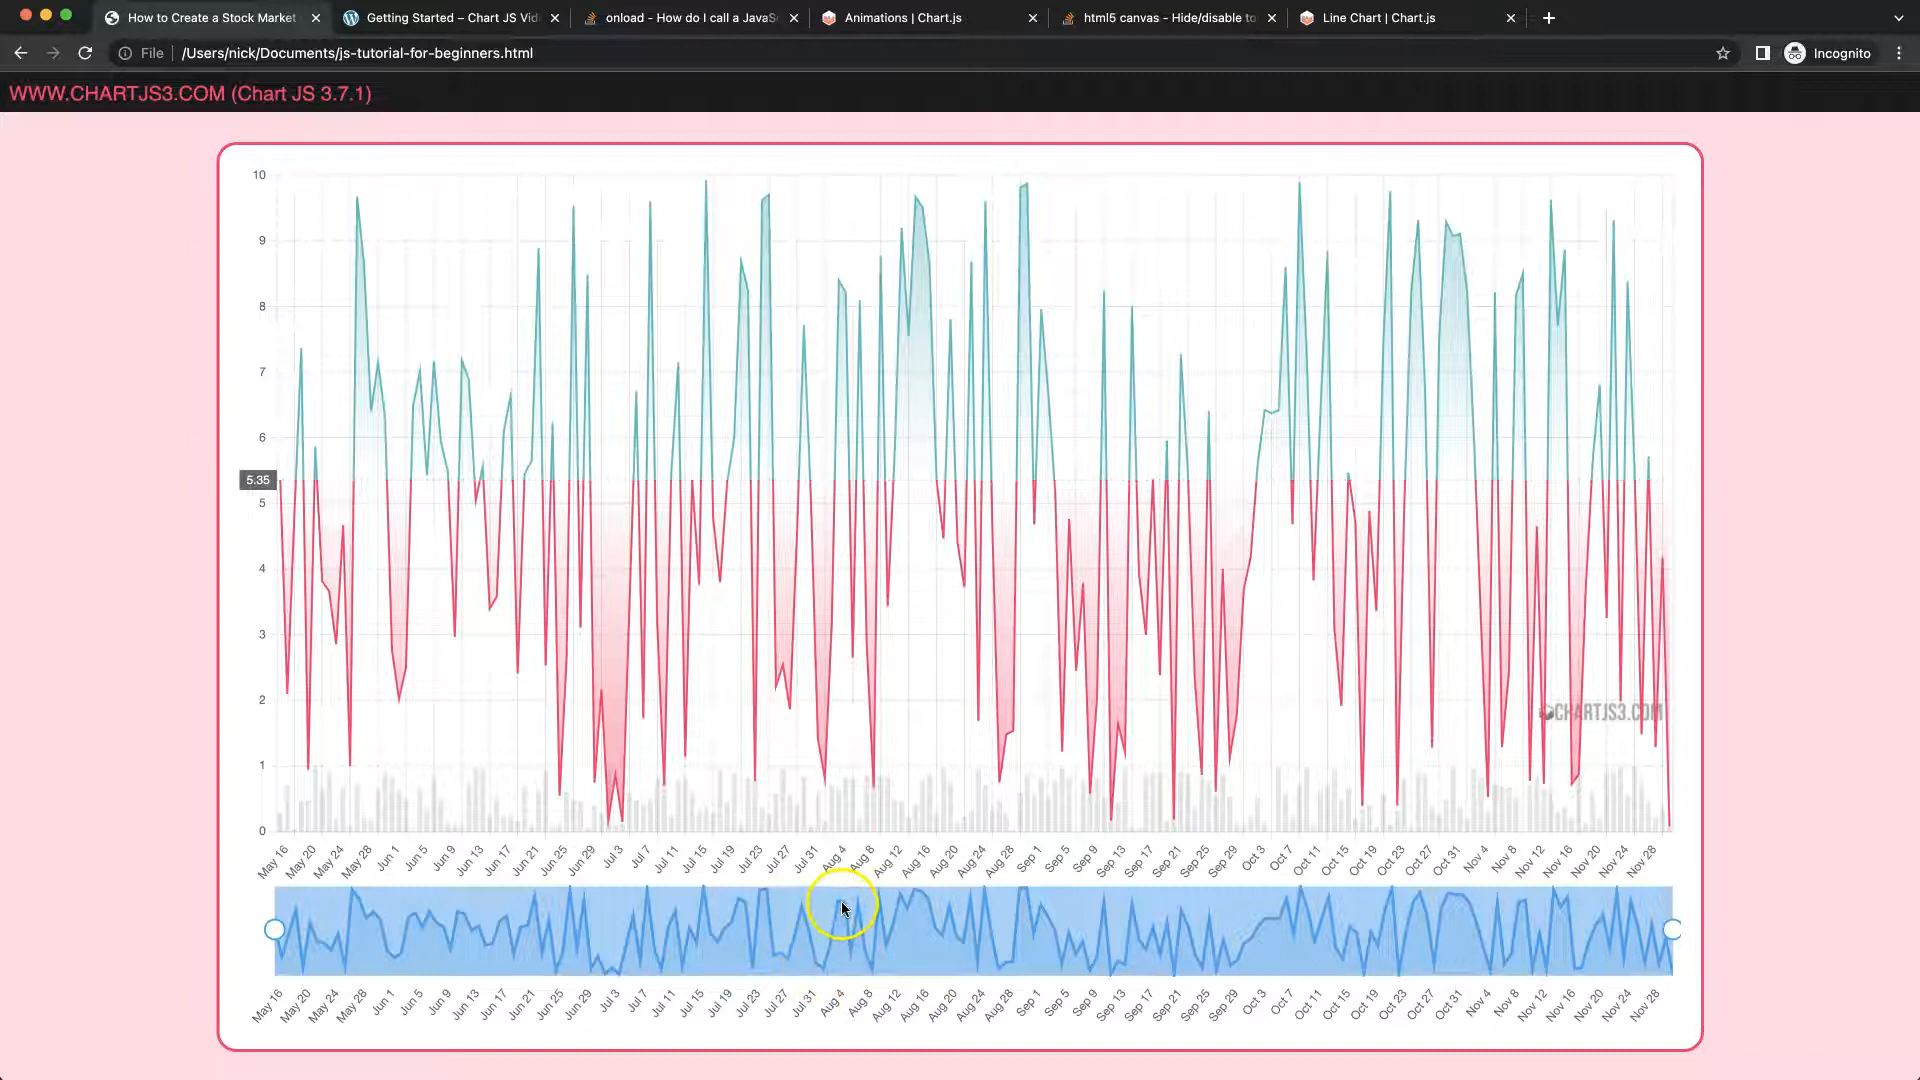 How to Create a Stock Market
Getting Started – Chart JS Vid
onload - How do I call a JavaSc
Animations | Chart.js
html5 canvas - Hide/disable to
Line Chart | Chart.js
File
/Users/nick/Documents/js-tutorial-for-beginners.html
Incognito
WWW.CHARTJS3.COM (Chart JS 3.7.1)
10
9
8
7
6
5.35
5
4
3
2
1
0
CHARTJS3.COM
May 16 May 20 May 24 May 28 Jun 1 Jun 5 Jun 9 Jun 13 Jun 17 Jun 21 Jun 25 Jun 29 Jul 3 Jul 7 Jul 11 Jul 15 Jul 19 Jul 23 Jul 27 Jul 31 Aug 4 Aug 8 Aug 12 Aug 16 Aug 20 Aug 24 Aug 28 Sep 1 Sep 5 Sep 9 Sep 13 Sep 17 Sep 21 Sep 25 Sep 29 Oct 3 Oct 7 Oct 11 Oct 15 Oct 19 Oct 23 Oct 27 Oct 31 Nov 4 Nov 8 Nov 12 Nov 16 Nov 20 Nov 24 Nov 28
May 16 May 20 May 24 May 28 Jun 1 Jun 5 Jun 9 Jun 13 Jun 17 Jun 21 Jun 25 Jun 29 Jul 3 Jul 7 Jul 11 Jul 15 Jul 19 Jul 23 Jul 27 Jul 31 Aug 4 Aug 8 Aug 12 Aug 16 Aug 20 Aug 24 Aug 28 Sep 1 Sep 5 Sep 9 Sep 13 Sep 17 Sep 21 Sep 25 Sep 29 Oct 3 Oct 7 Oct 11 Oct 15 Oct 19 Oct 23 Oct 27 Oct 31 Nov 4 Nov 8 Nov 12 Nov 16 Nov 20 Nov 24 Nov 28